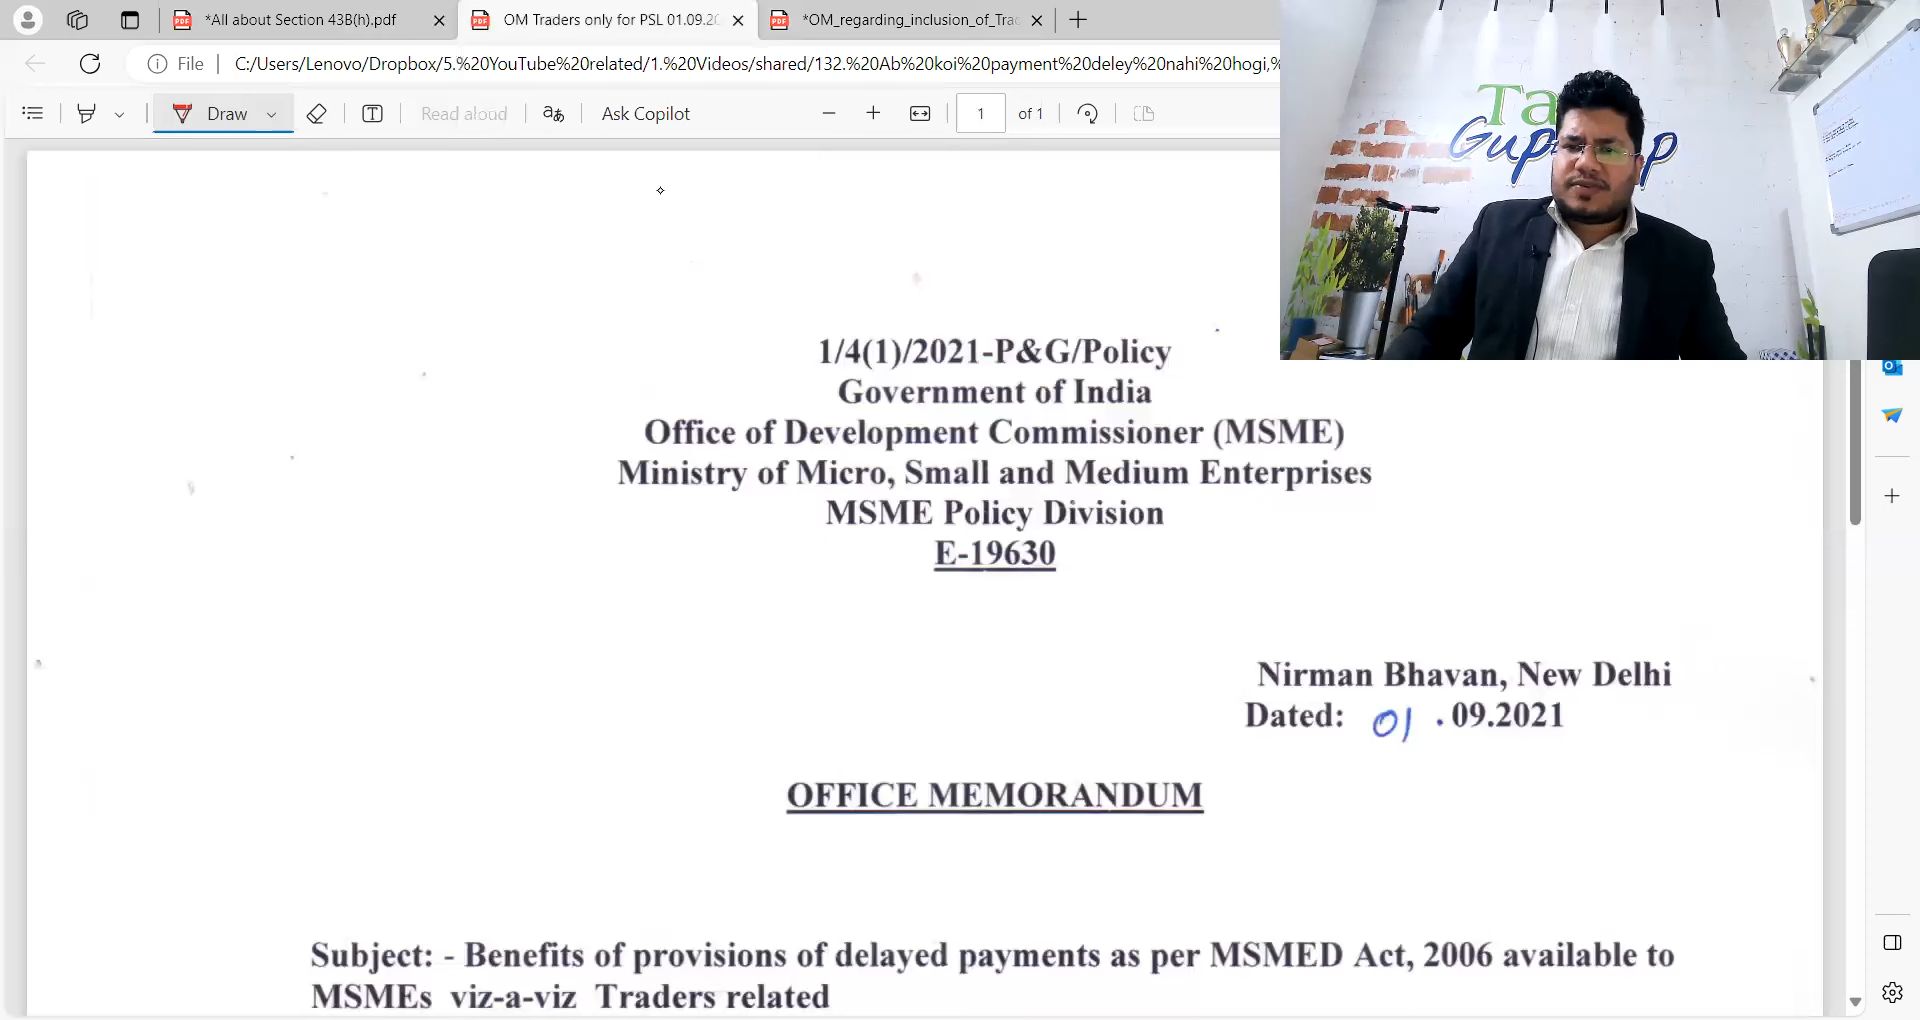 *All about Section 43B(h).pdf
OM Traders only for PSL 01.09.20
*OM_regarding_inclusion_of_Trad
File
C:/Users/Lenovo/Dropbox/5.%20YouTube%20related/1.%20Videos/shared/132.%20Ab%20koi%20payment%20deley%20nahi%20hogi,%
Draw
Read aloud
Ask Copilot
1
of 1
Ta
Gup
p
1/4(1)/2021-P&G/Policy
Government of India
Office of Development Commissioner (MSME)
Ministry of Micro, Small and Medium Enterprises
MSME Policy Division
E-19630
Nirman Bhavan, New Delhi
Dated: 01 .09.2021
OFFICE MEMORANDUM
Subject: - Benefits of provisions of delayed payments as per MSMED Act, 2006 available to
MSMEs viz-a-viz Traders related